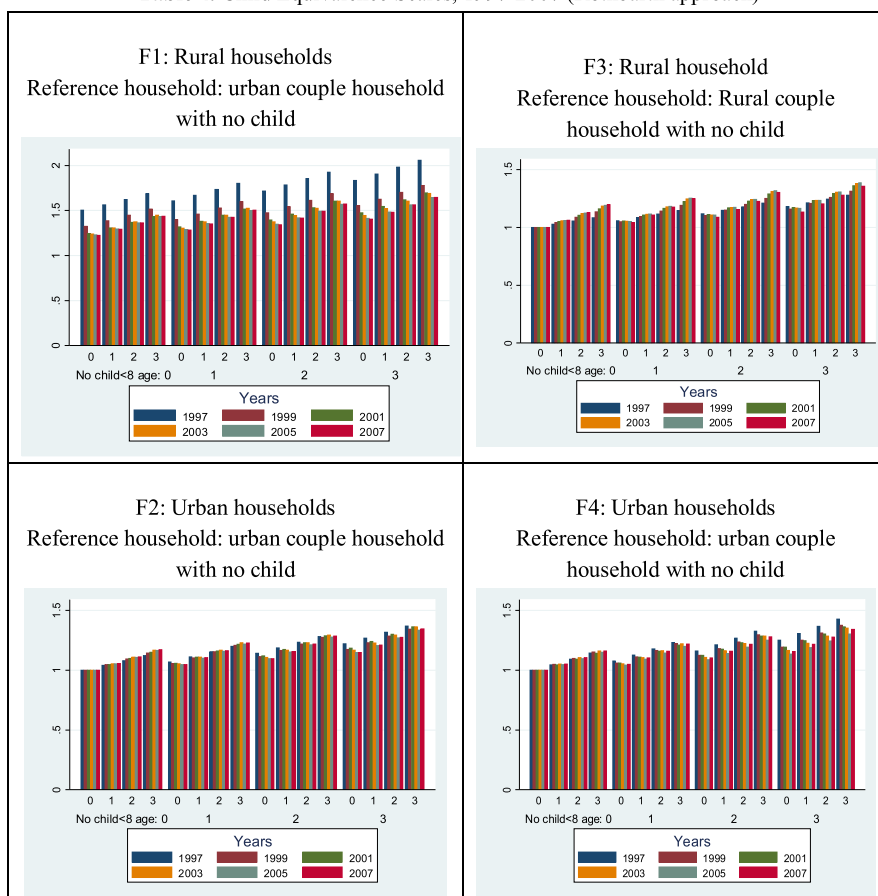 F1: Rural households
Reference household: urban couple household
with no child
2
1.5
1
.5
0
0 1 2 3 0 1 2 3 0 1 2 3 0 1 2 3
No child<8 age: 0 1 2 3
Years
1997 1999 2001
2003 2005 2007
F3: Rural household
Reference household: Rural couple
household with no child
1.5
1
.5
0
0 1 2 3 0 1 2 3 0 1 2 3 0 1 2 3
No child<8 age: 0 1 2 3
Years
1997 1999 2001
2003 2005 2007
F2: Urban households
Reference household: urban couple household
with no child
1.5
1
.5
0
0 1 2 3 0 1 2 3 0 1 2 3 0 1 2 3
No child<8 age: 0 1 2 3
Years
1997 1999 2001
2003 2005 2007
F4: Urban households
Reference household: urban couple
household with no child
1.5
1
.5
0
0 1 2 3 0 1 2 3 0 1 2 3 0 1 2 3
No child<8 age: 0 1 2 3
Years
1997 1999 2001
2003 2005 2007